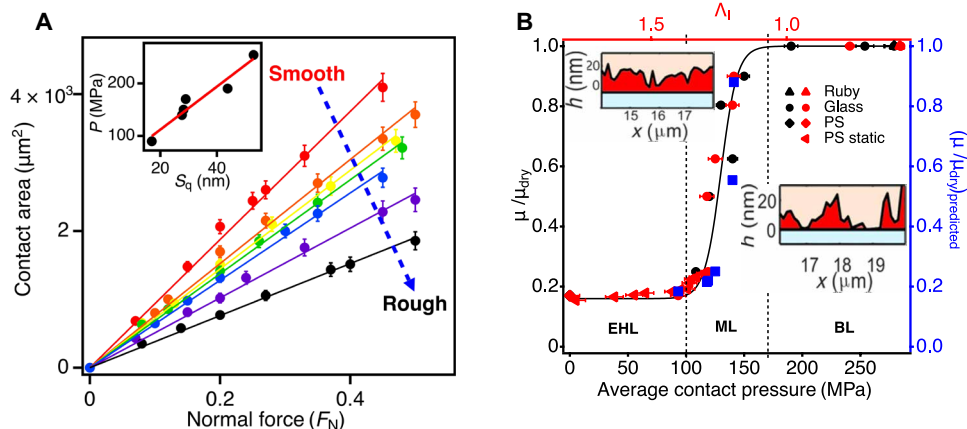 A
Contact area (μm²)
4 × 10³
2
0
0
0.2
0.4
Normal force (F_N)
P (MPa)
200
100
20
40
S_q (nm)
Smooth
Rough
B
1.5
Λ_I
1.0
μ/μ_dry
1.0
0.8
0.6
0.4
0.2
0.0
h (nm)
20
0
15
16
17
x (μm)
Ruby
Glass
PS
PS static
h (nm)
20
0
17
18
19
x (μm)
EHL
ML
BL
0
50
100
150
200
250
Average contact pressure (MPa)
1.0
0.8
0.6
0.4
0.2
0.0
(μ/μ_dry)predicted